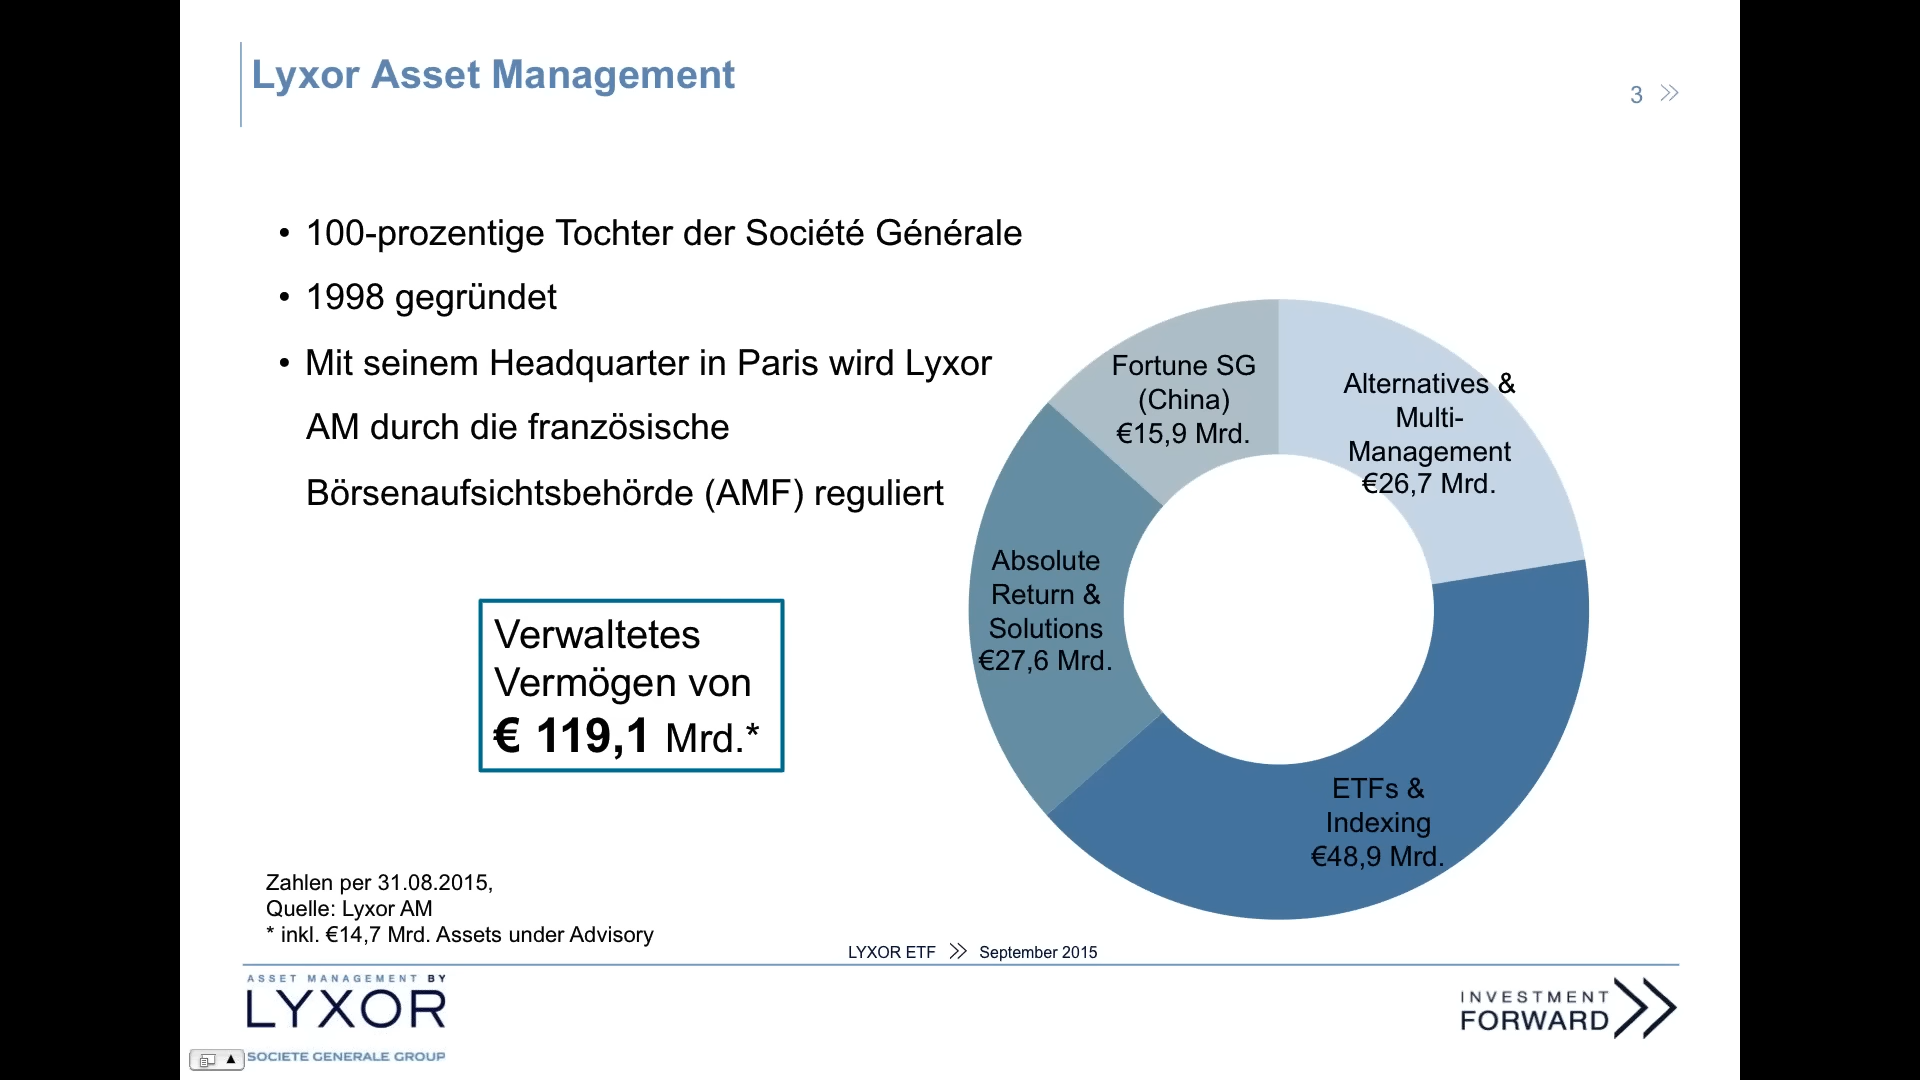 Lyxor Asset Management
3
• 100-prozentige Tochter der Société Générale
• 1998 gegründet
• Mit seinem Headquarter in Paris wird Lyxor
AM durch die französische
Börsenaufsichtsbehörde (AMF) reguliert
Verwaltetes
Vermögen von
€ 119,1 Mrd.*
Fortune SG
(China)
€15,9 Mrd.
Alternatives &
Multi-
Management
€26,7 Mrd.
Absolute
Return &
Solutions
€27,6 Mrd.
ETFs &
Indexing
€48,9 Mrd.
Zahlen per 31.08.2015,
Quelle: Lyxor AM
* inkl. €14,7 Mrd. Assets under Advisory
LYXOR ETF September 2015
ASSET MANAGEMENT BY
LYXOR
SOCIETE GENERALE GROUP
INVESTMENT
FORWARD